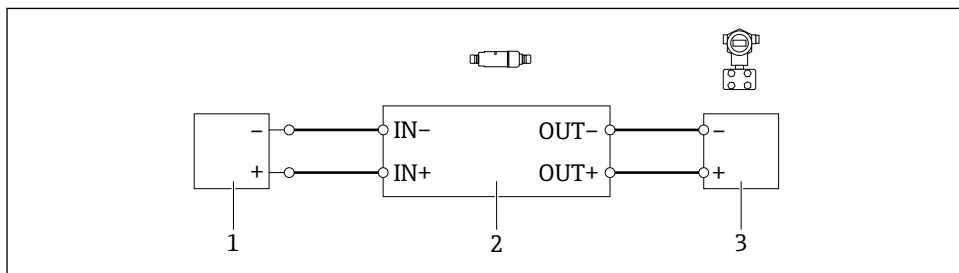 − IN− OUT− −
+ IN+ OUT+ +
1 2 3